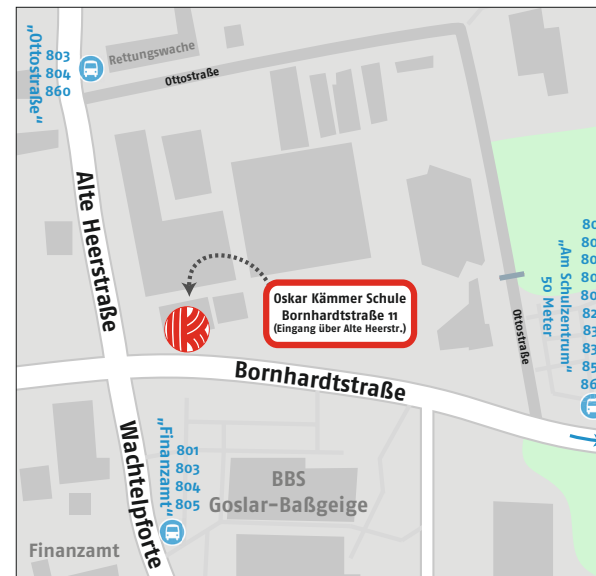 „Ottostraße“
803
804
860
Rettungswache
Ottostraße
Alte Heerstraße
Oskar Kämmer Schule
Bornhardtstraße 11
(Eingang über Alte Heerstr.)
„Am Schulzentrum“
50 Meter
Ottostraße
Bornhardtstraße
Wachtelpforte
„Finanzamt“
801
803
804
805
BBS
Goslar-Baßgeige
Finanzamt